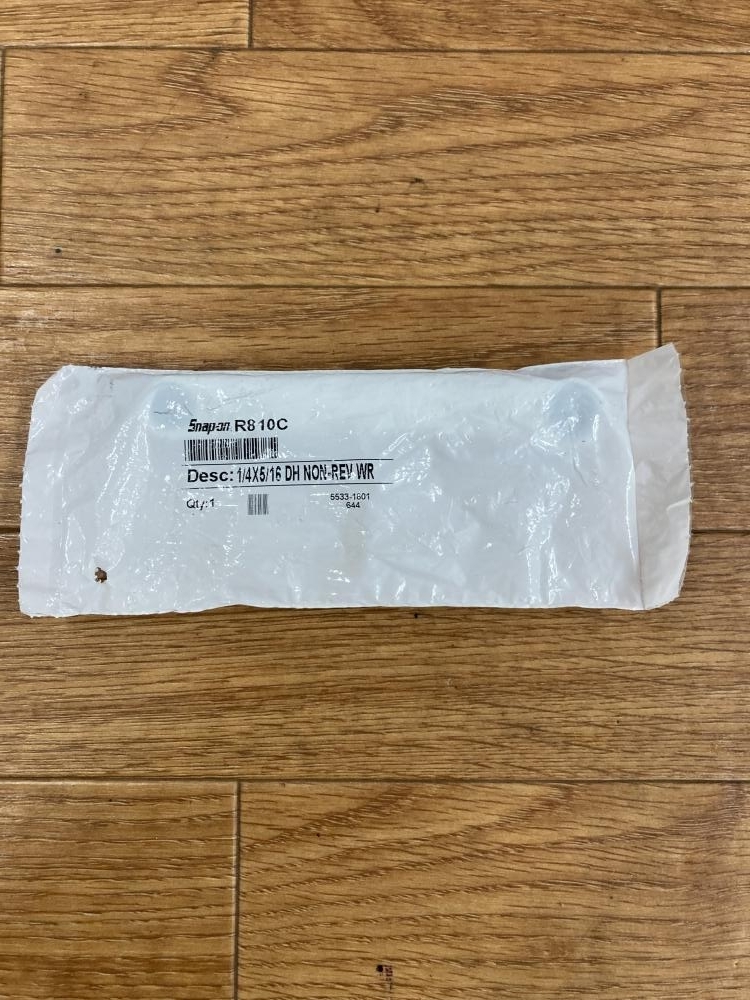 Snap-on R810C
Desc: 1/4X5/16 DH NON-REV WR
Qty: 1
5533-1601
644